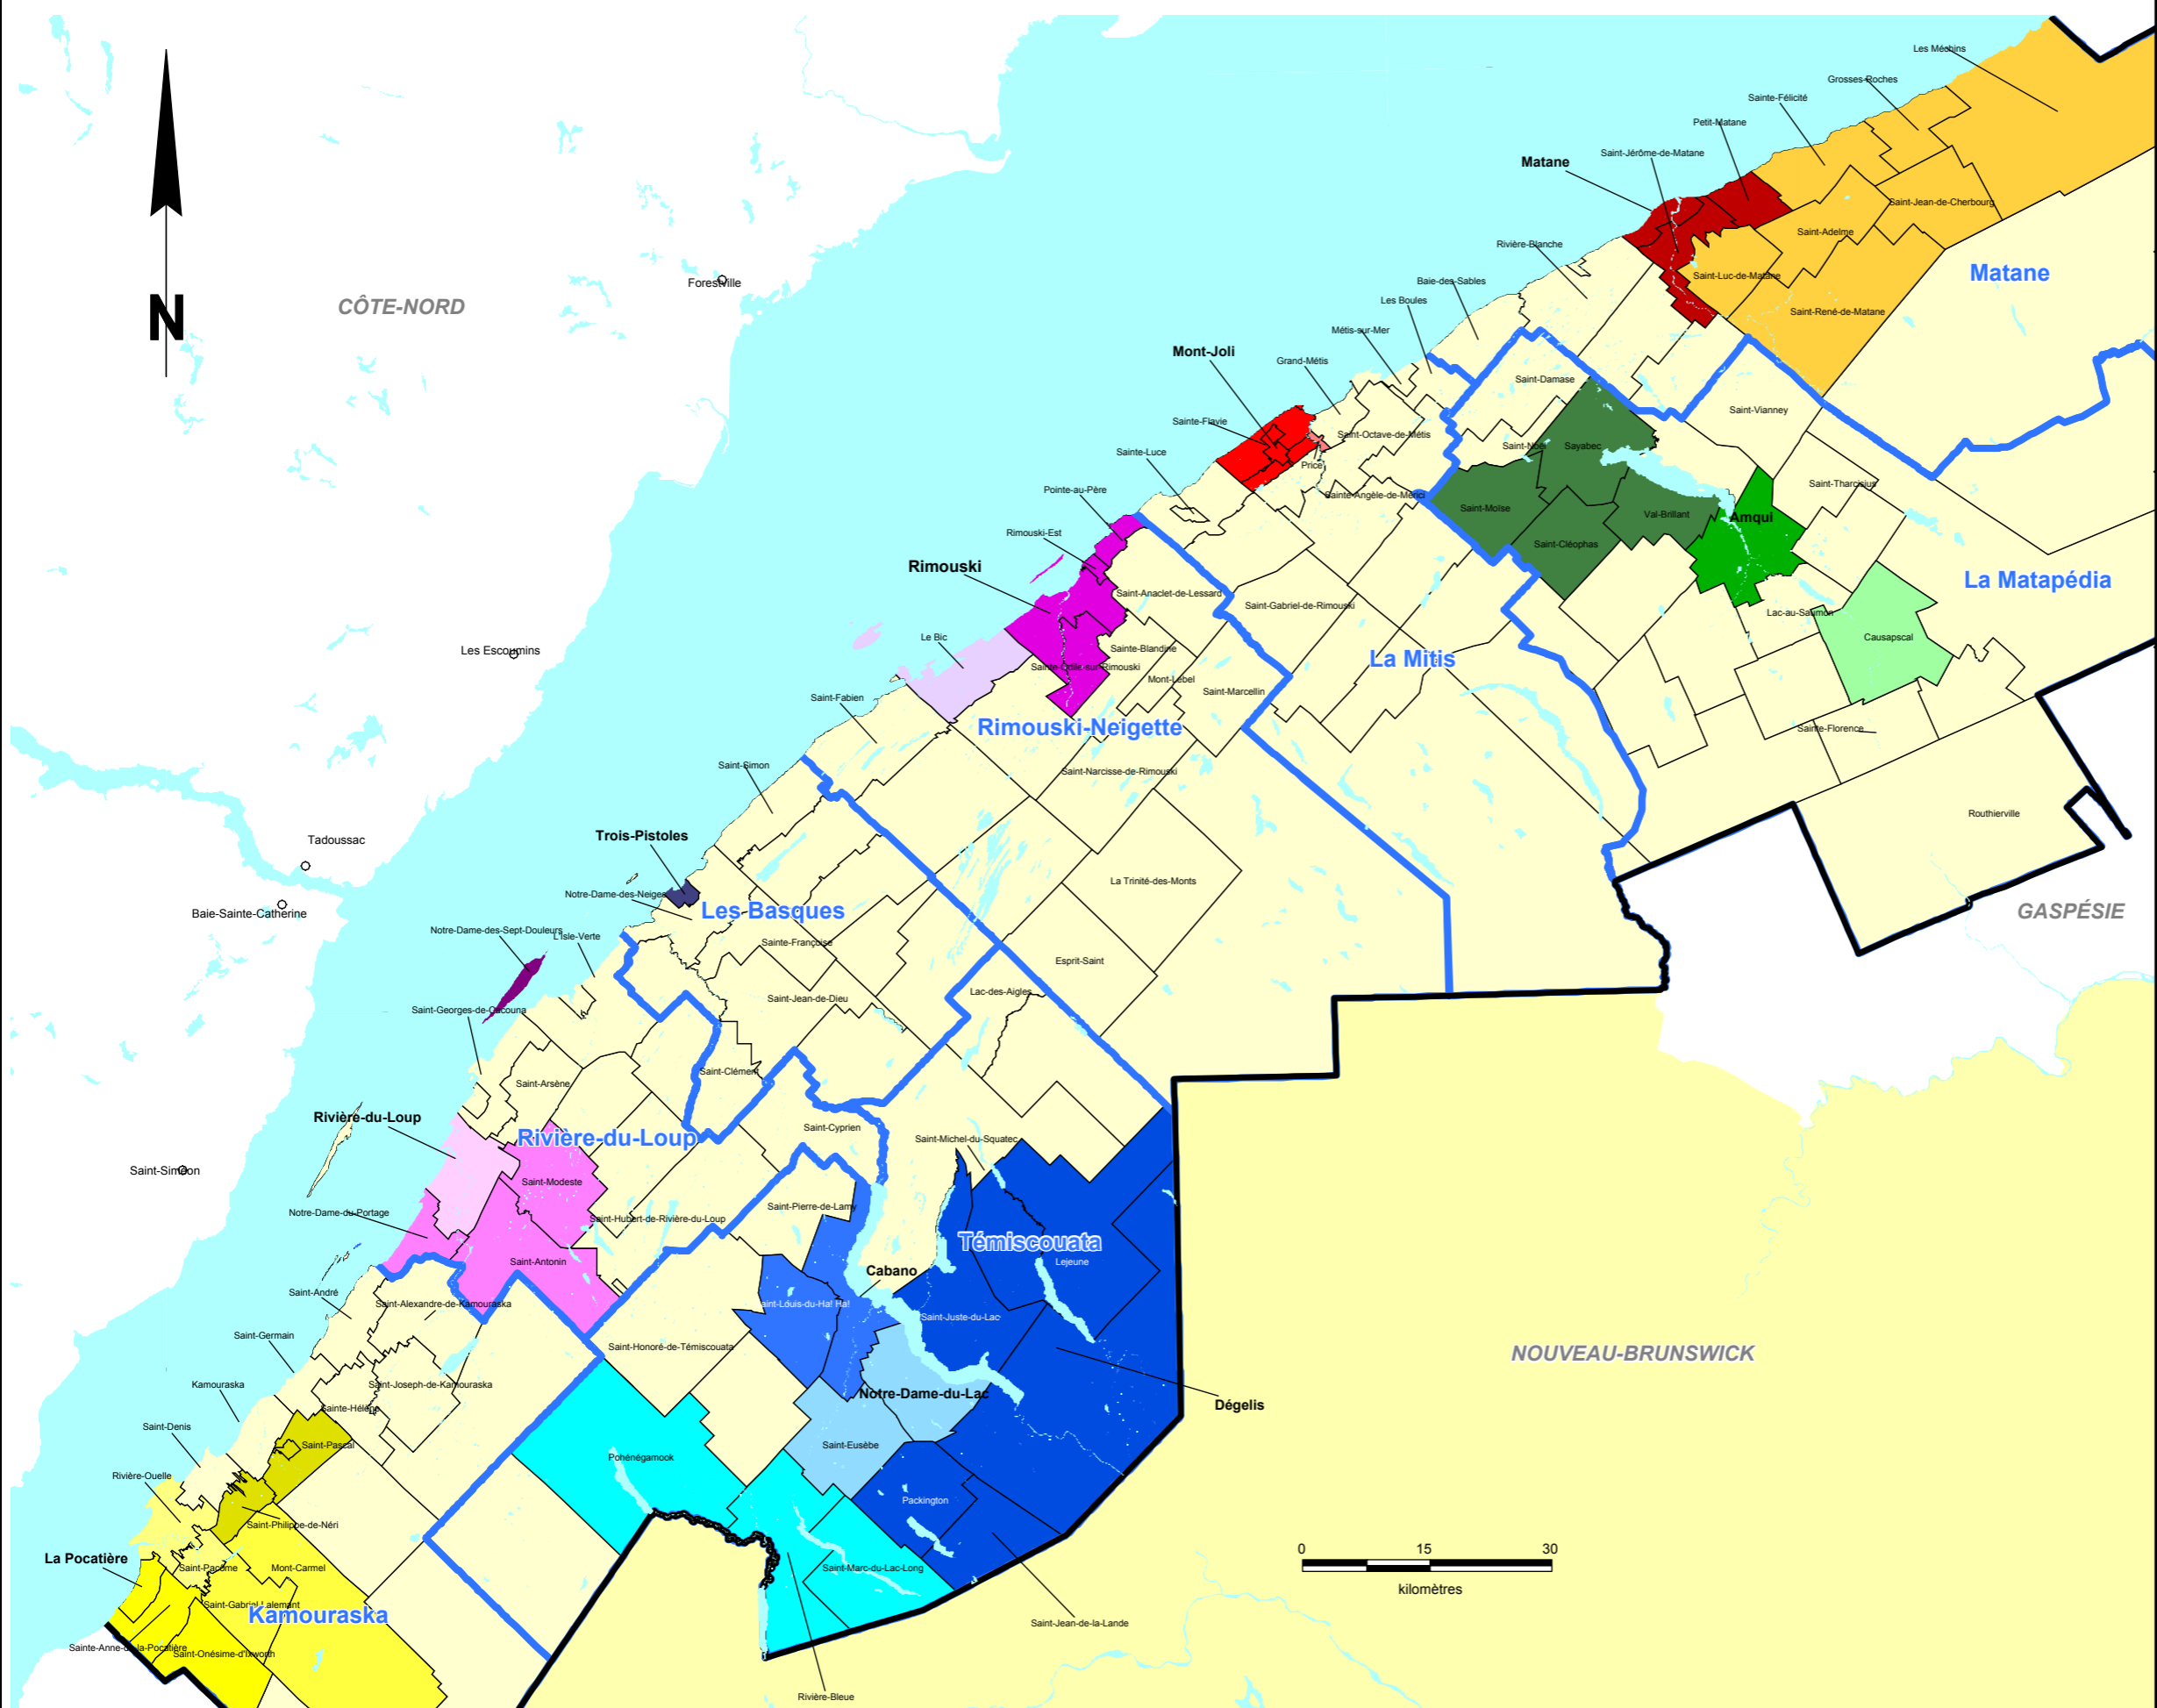 Les Méchins
Grosses-Roches
Sainte-Félicité
Petit-Matane
Saint-Jérôme-de-Matane
Matane
Saint-Jean-de-Cherbourg
Saint-Adelme
Rivière-Blanche
Saint-Luc-de-Matane
Matane
Baie-des-Sables
Forestville
CÔTE-NORD
N
Les Boules
Saint-René-de-Matane
Métis-sur-Mer
Mont-Joli
Grand-Métis
Saint-Damase
Saint-Vianney
Sainte-Flavie
Saint-Octave-de-Métis
Saint-Noël
Sayabec
Sainte-Luce
Price
Saint-Tharcisius
Pointe-au-Père
Sainte-Angèle-de-Mérici
Saint-Moïse
Val-Brillant
Amqui
Rimouski-Est
Saint-Cléophas
Rimouski
La Matapédia
Saint-Anaclet-de-Lessard
Saint-Gabriel-de-Rimouski
Lac-au-Saumon
Le Bic
Causapscal
Les Escoumins
Sainte-Blandine
La Mitis
Sainte-Odile-sur-Rimouski
Mont-Lebel
Saint-Marcellin
Saint-Fabien
Rimouski-Neigette
Sainte-Florence
Saint-Simon
Saint-Narcisse-de-Rimouski
Routhierville
Trois-Pistoles
Tadoussac
La Trinité-des-Monts
Notre-Dame-des-Neiges
Les Basques
Baie-Sainte-Catherine
GASPÉSIE
Notre-Dame-des-Sept-Douleurs
L'Isle-Verte
Sainte-Françoise
Esprit-Saint
Lac-des-Aigles
Saint-Jean-de-Dieu
Saint-Georges-de-Cacouna
Saint-Clément
Saint-Arsène
Rivière-du-Loup
Saint-Cyprien
Rivière-du-Loup
Saint-Michel-du-Squatec
Saint-Siméon
Saint-Modeste
Saint-Pierre-de-Lamy
Notre-Dame-du-Portage
Saint-Hubert-de-Rivière-du-Loup
Témiscouata
Saint-Antonin
Lejeune
Cabano
Saint-André
Saint-Alexandre-de-Kamouraska
Saint-Louis-du-Ha! Ha!
Saint-Juste-du-Lac
Saint-Germain
Saint-Honoré-de-Témiscouata
NOUVEAU-BRUNSWICK
Kamouraska
Saint-Joseph-de-Kamouraska
Notre-Dame-du-Lac
Dégelis
Sainte-Hélène
Saint-Denis
Saint-Pascal
Saint-Eusèbe
Pohénégamook
Rivière-Ouelle
Packington
Saint-Philippe-de-Néri
0 15 30
kilomètres
La Pocatière
Saint-Pacôme
Mont-Carmel
Saint-Marc-du-Lac-Long
Saint-Gabriel-Lalemant
Kamouraska
Saint-Jean-de-la-Lande
Sainte-Anne-de-la-Pocatière
Saint-Onésime-d'Ixworth
Rivière-Bleue